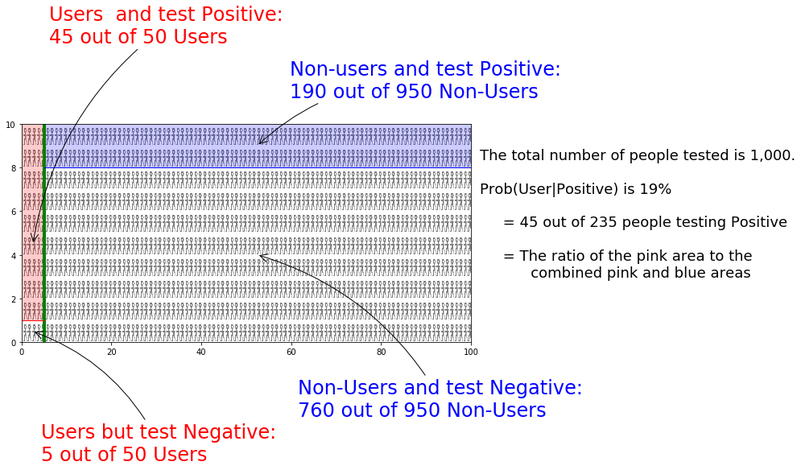 Users  and test Positive:
45 out of 50 Users
Non-users and test Positive:
190 out of 950 Non-Users
10
8
6
4
2
0
0
20
40
60
80
100
The total number of people tested is 1,000.
Prob(User|Positive) is 19%
= 45 out of 235 people testing Positive
= The ratio of the pink area to the
combined pink and blue areas
Non-Users and test Negative:
760 out of 950 Non-Users
Users but test Negative:
5 out of 50 Users